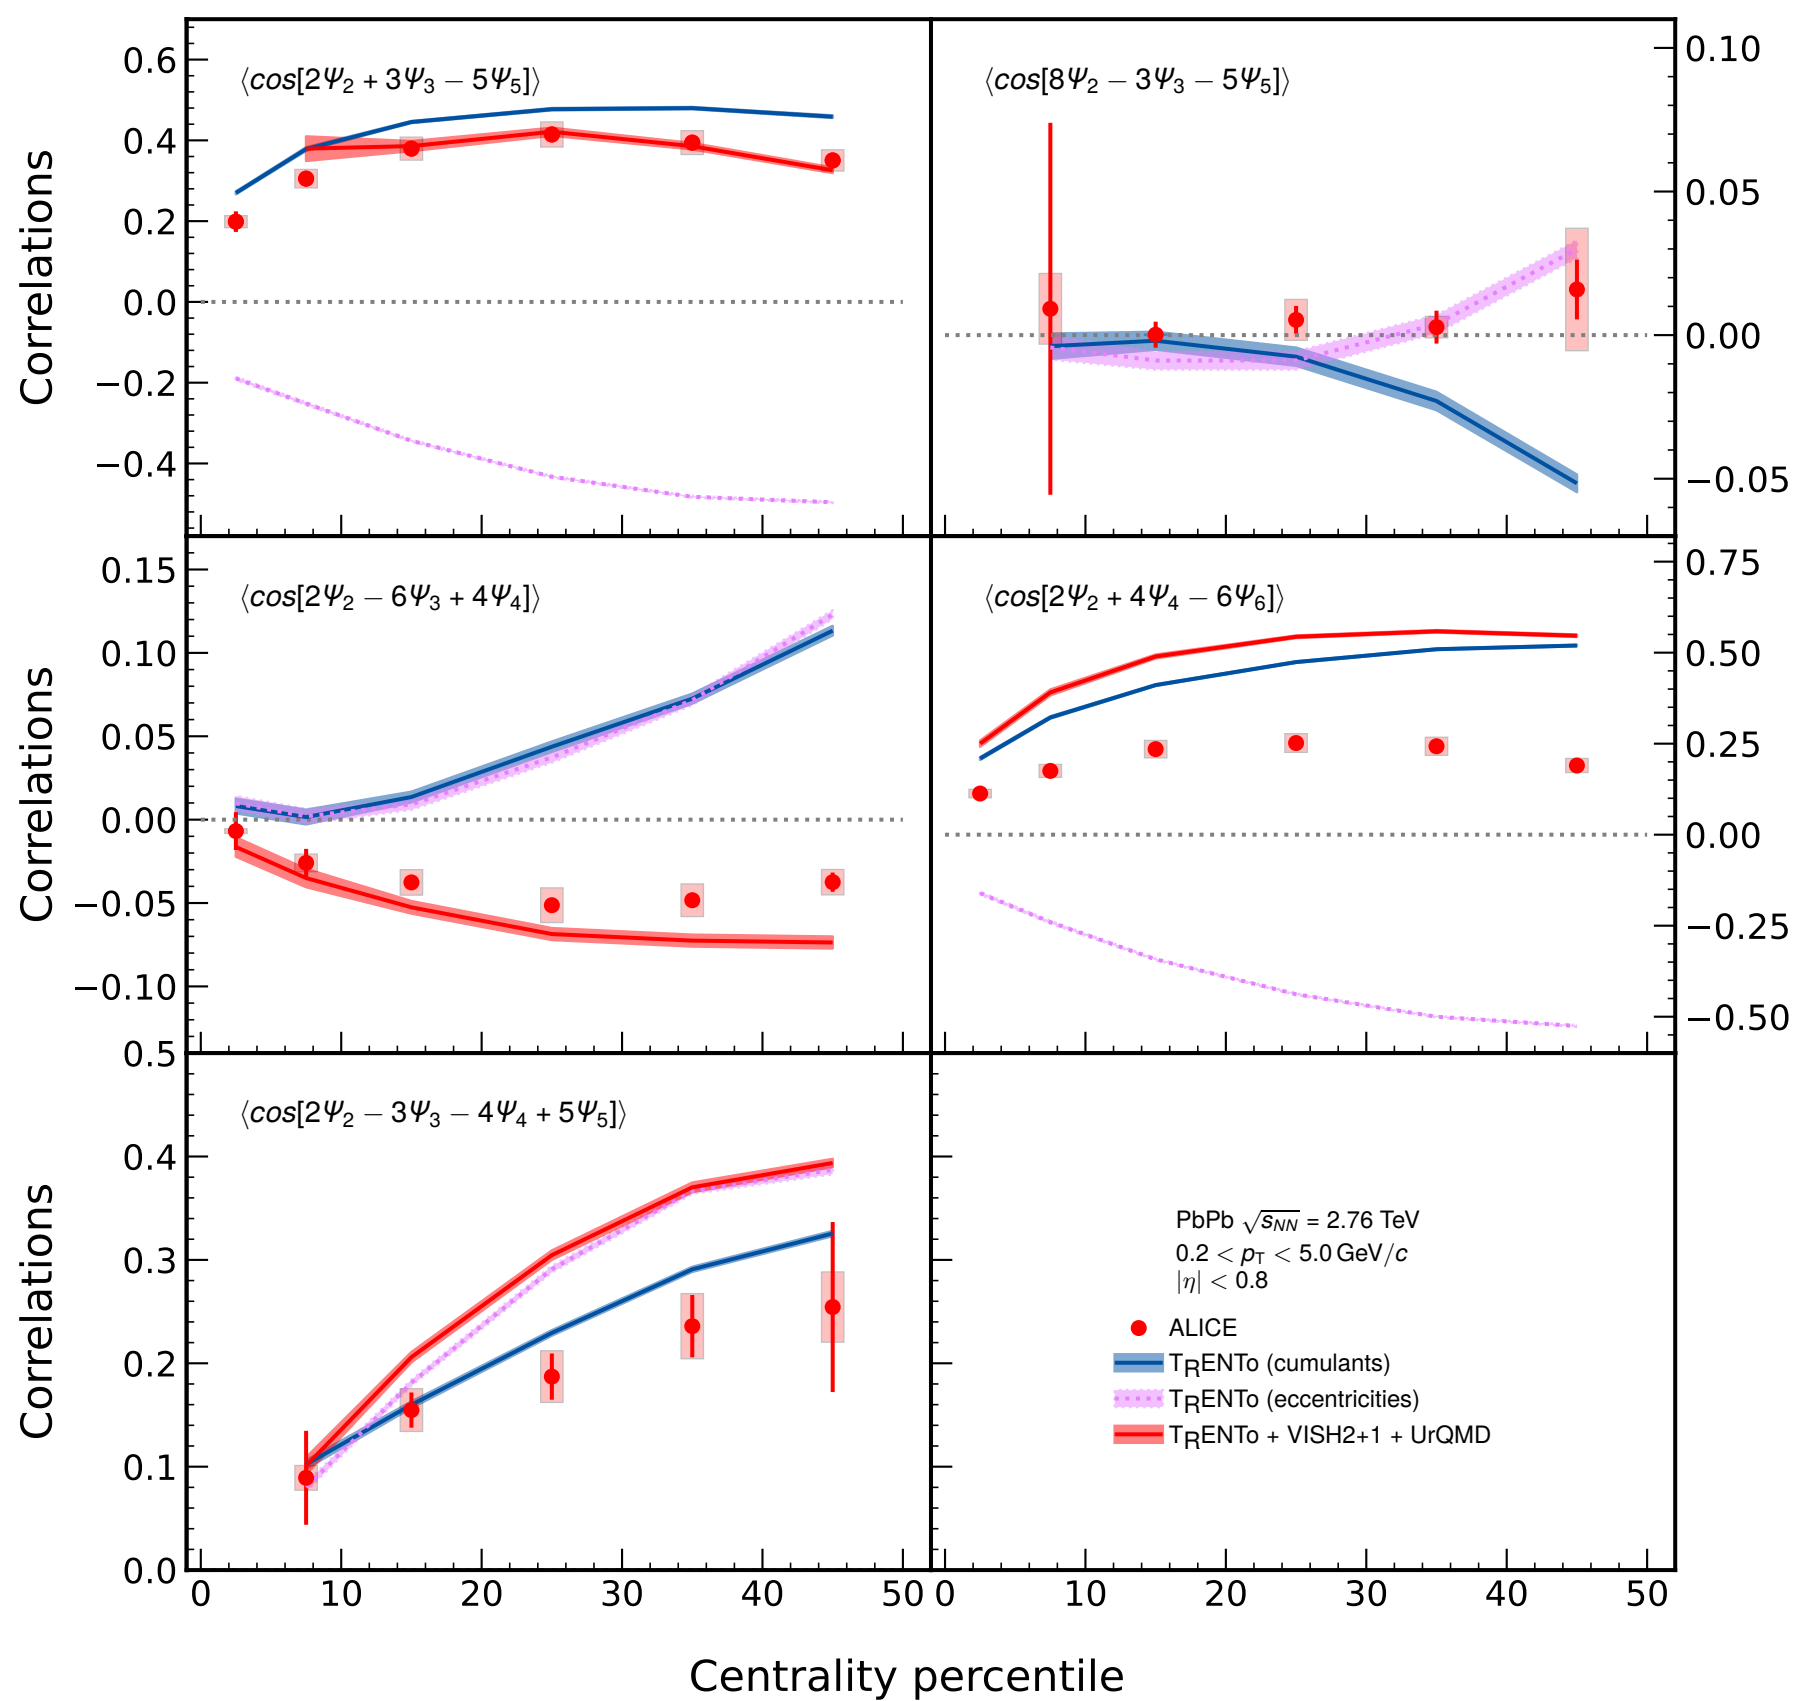 ⟨cos[2Ψ₂ + 3Ψ₃ − 5Ψ₅]⟩
Correlations
0.6
0.4
0.2
0.0
−0.2
−0.4
⟨cos[8Ψ₂ − 3Ψ₃ − 5Ψ₅]⟩
0.10
0.05
0.00
−0.05
⟨cos[2Ψ₂ − 6Ψ₃ + 4Ψ₄]⟩
Correlations
0.15
0.10
0.05
0.00
−0.05
−0.10
⟨cos[2Ψ₂ + 4Ψ₄ − 6Ψ₆]⟩
0.75
0.50
0.25
0.00
−0.25
−0.50
⟨cos[2Ψ₂ − 3Ψ₃ − 4Ψ₄ + 5Ψ₅]⟩
Correlations
0.5
0.4
0.3
0.2
0.1
0.0
PbPb √s_NN = 2.76 TeV
0.2 < p_T < 5.0 GeV/c
|η| < 0.8
ALICE
TRENTo (cumulants)
TRENTo (eccentricities)
TRENTo + VISH2+1 + UrQMD
0 10 20 30 40 50 0 10 20 30 40 50
Centrality percentile